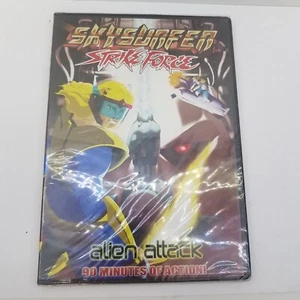 SKYSURFER
STRIKE FORCE
alien attack
90 MINUTES OF ACTION!